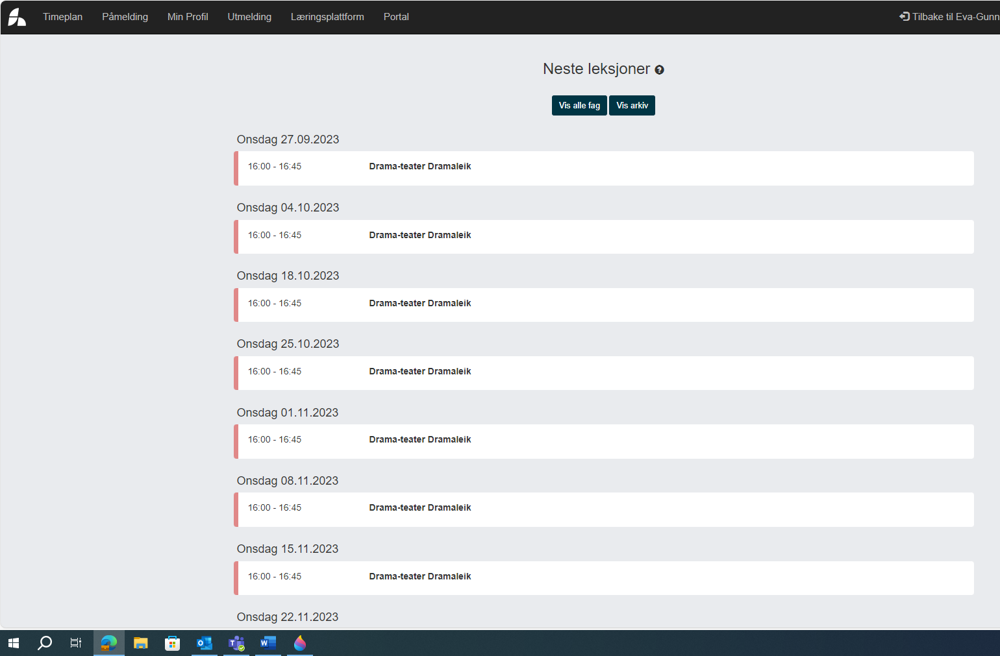 Timeplan Påmelding Min Profil Utmelding Læringsplattform Portal Tilbake til Eva-Gunn
Neste leksjoner
Vis alle fag Vis arkiv
Onsdag 27.09.2023
16:00 - 16:45 Drama-teater Dramaleik
Onsdag 04.10.2023
16:00 - 16:45 Drama-teater Dramaleik
Onsdag 18.10.2023
16:00 - 16:45 Drama-teater Dramaleik
Onsdag 25.10.2023
16:00 - 16:45 Drama-teater Dramaleik
Onsdag 01.11.2023
16:00 - 16:45 Drama-teater Dramaleik
Onsdag 08.11.2023
16:00 - 16:45 Drama-teater Dramaleik
Onsdag 15.11.2023
16:00 - 16:45 Drama-teater Dramaleik
Onsdag 22.11.2023